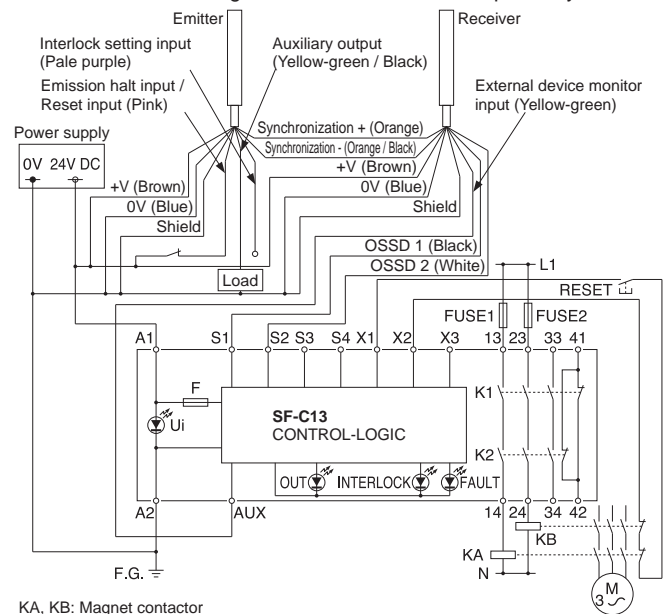 Emitter
Receiver
Interlock setting input
(Pale purple)
Auxiliary output
(Yellow-green / Black)
Emission halt input /
Reset input (Pink)
External device monitor
input (Yellow-green)
Power supply
0V 24V DC
Synchronization + (Orange)
Synchronization - (Orange / Black)
+V (Brown)
+V (Brown)
0V (Blue)
0V (Blue)
Shield
Shield
OSSD 1 (Black)
OSSD 2 (White)
Load
L1
RESET
FUSE1 FUSE2
A1 S1 S2 S3 S4 X1 X2 X3 13 23 33 41
F
K1
Ui
SF-C13
CONTROL-LOGIC
K2
OUT INTERLOCK FAULT
A2 AUX 14 24 34 42
KB
KA
F.G.
N
M
3
KA, KB: Magnet contactor